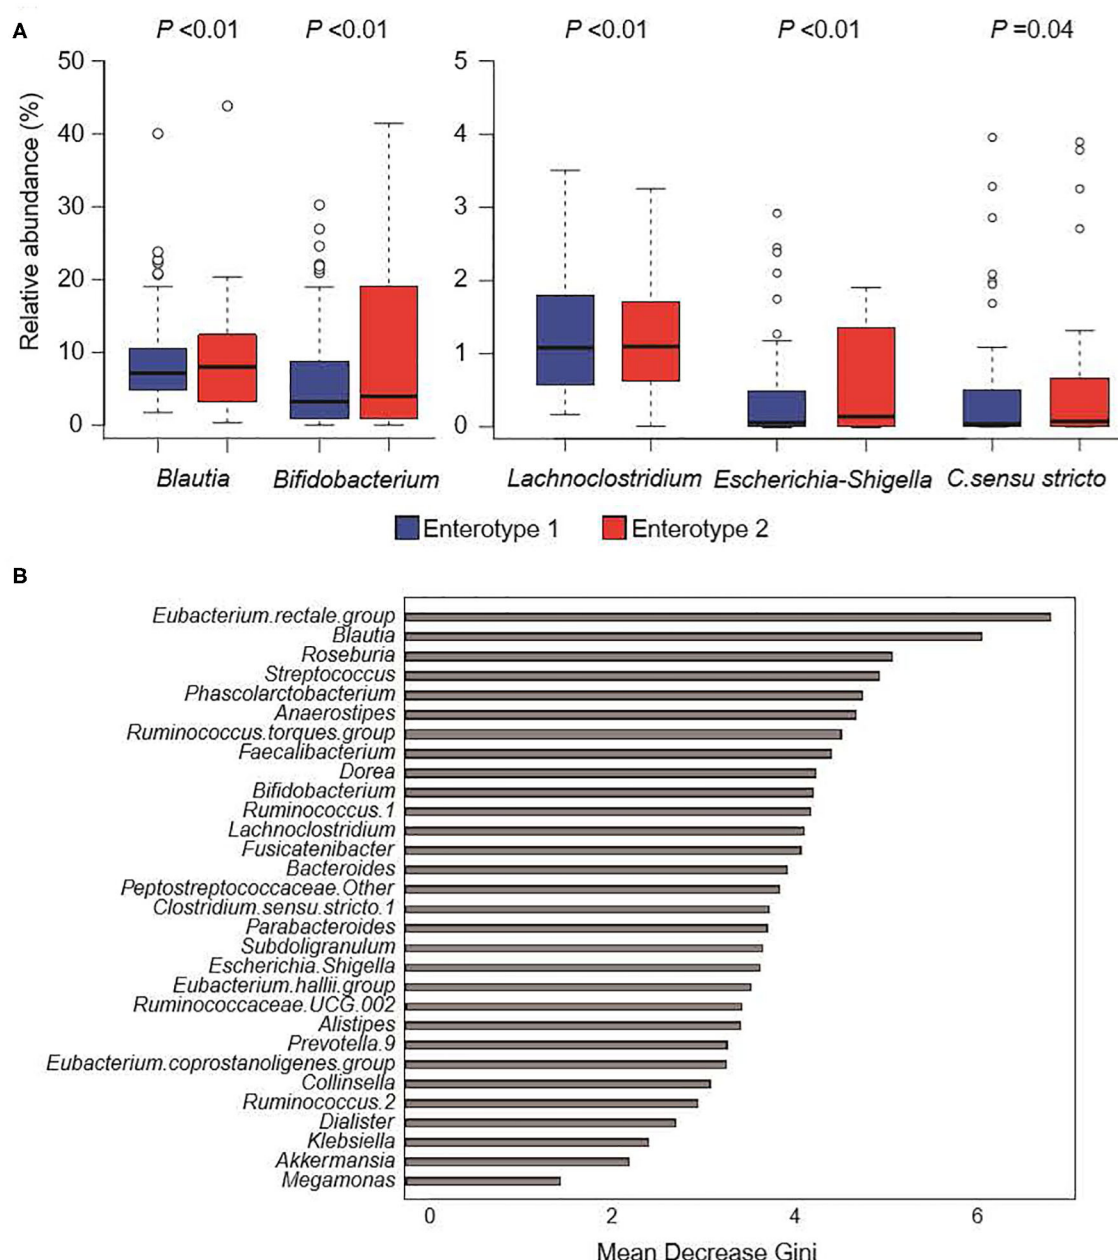 A
P <0.01 P <0.01 P <0.01 P <0.01 P =0.04
Relative abundance (%)
50
40
30
20
10
0
5
4
3
2
1
0
Blautia Bifidobacterium Lachnoclostridium Escherichia-Shigella C.sensu stricto
Enterotype 1 Enterotype 2
B
Eubacterium.rectale.group
Blautia
Roseburia
Streptococcus
Phascolarctobacterium
Anaerostipes
Ruminococcus.torques.group
Faecalibacterium
Dorea
Bifidobacterium
Ruminococcus.1
Lachnoclostridium
Fusicatenibacter
Bacteroides
Peptostreptococcaceae.Other
Clostridium.sensu.stricto.1
Parabacteroides
Subdoligranulum
Escherichia.Shigella
Eubacterium.hallii.group
Ruminococcaceae.UCG.002
Alistipes
Prevotella.9
Eubacterium.coprostanoligenes.group
Collinsella
Ruminococcus.2
Dialister
Klebsiella
Akkermansia
Megamonas
0 2 4 6
Mean Decrease Gini